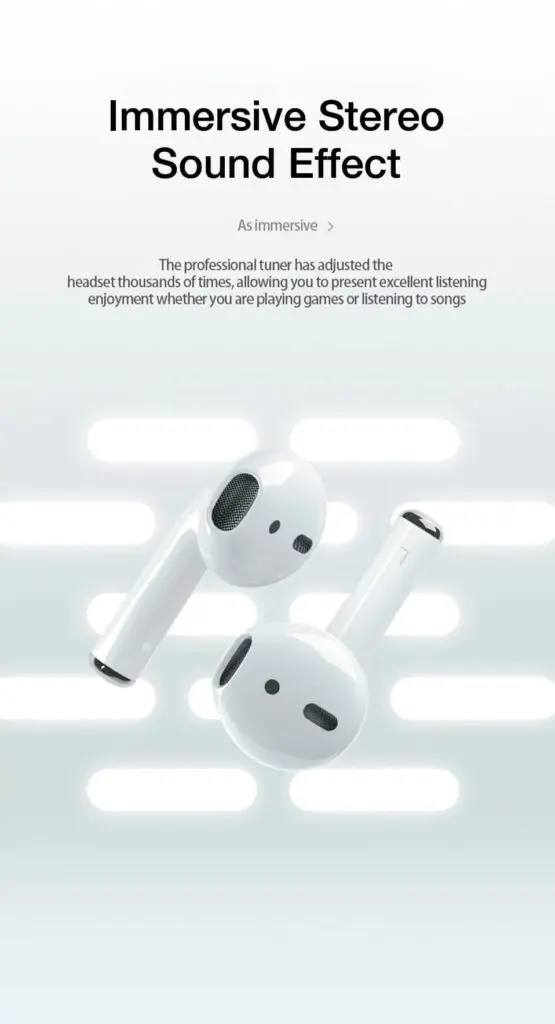 Immersive Stereo
Sound Effect
As immersive >
The professional tuner has adjusted the
headset thousands of times, allowing you to present excellent listening
enjoyment whether you are playing games or listening to songs
L